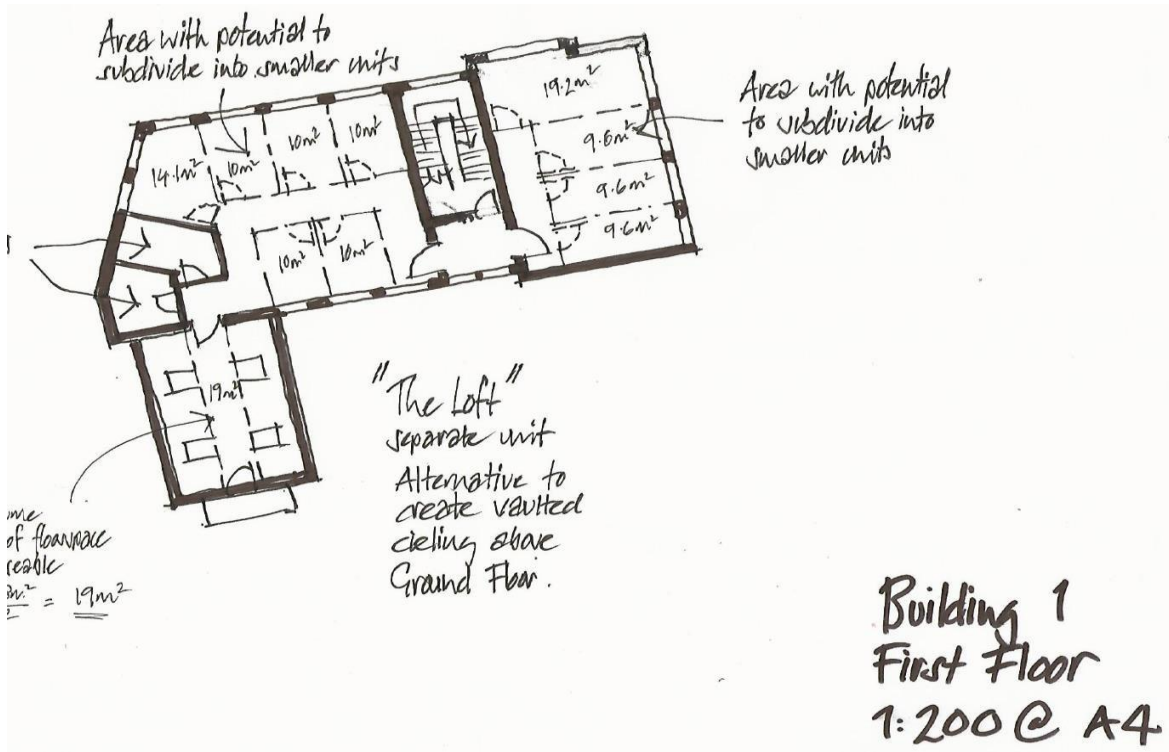 Area with potential to
subdivide into smaller units
Area with potential
to subdivide into
smaller units
14.1m²
10m²
10m²
10m²
10m²
10m²
19.2m²
9.6m²
9.6m²
9.6m²
19m²
"The Loft"
separate unit
Alternative to
create vaulted
cieling above
Ground Floor.
of floorspace
= 19m²
Building 1
First Floor
1:200 @ A4